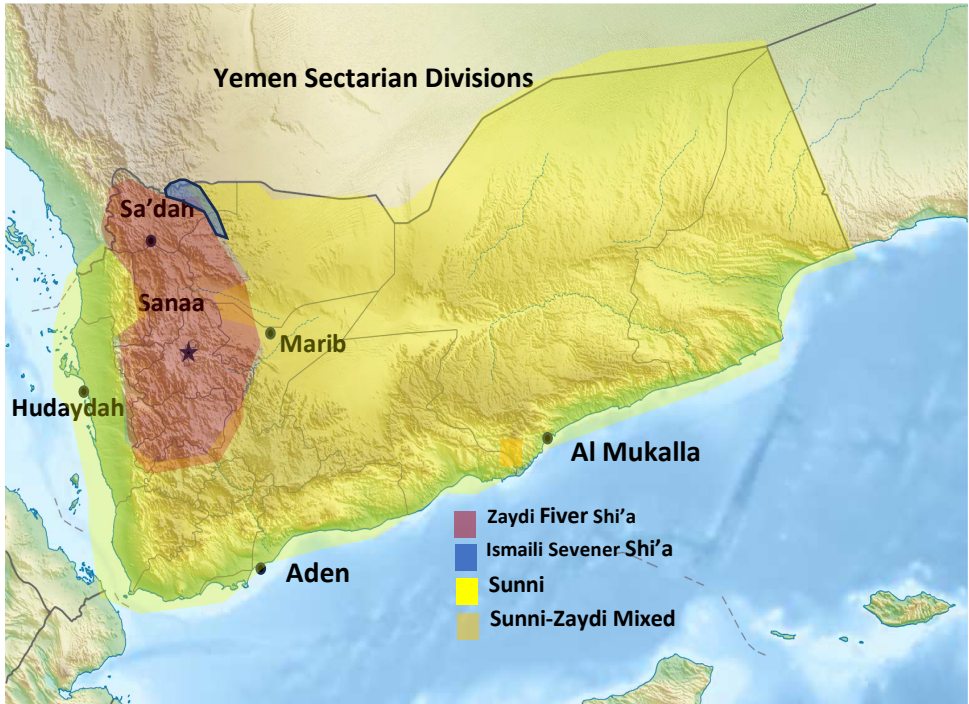 Yemen Sectarian Divisions
Sa’dah
Sanaa
Marib
Hudaydah
Al Mukalla
Aden
Zaydi Fiver Shi’a
Ismaili Sevener Shi’a
Sunni
Sunni-Zaydi Mixed